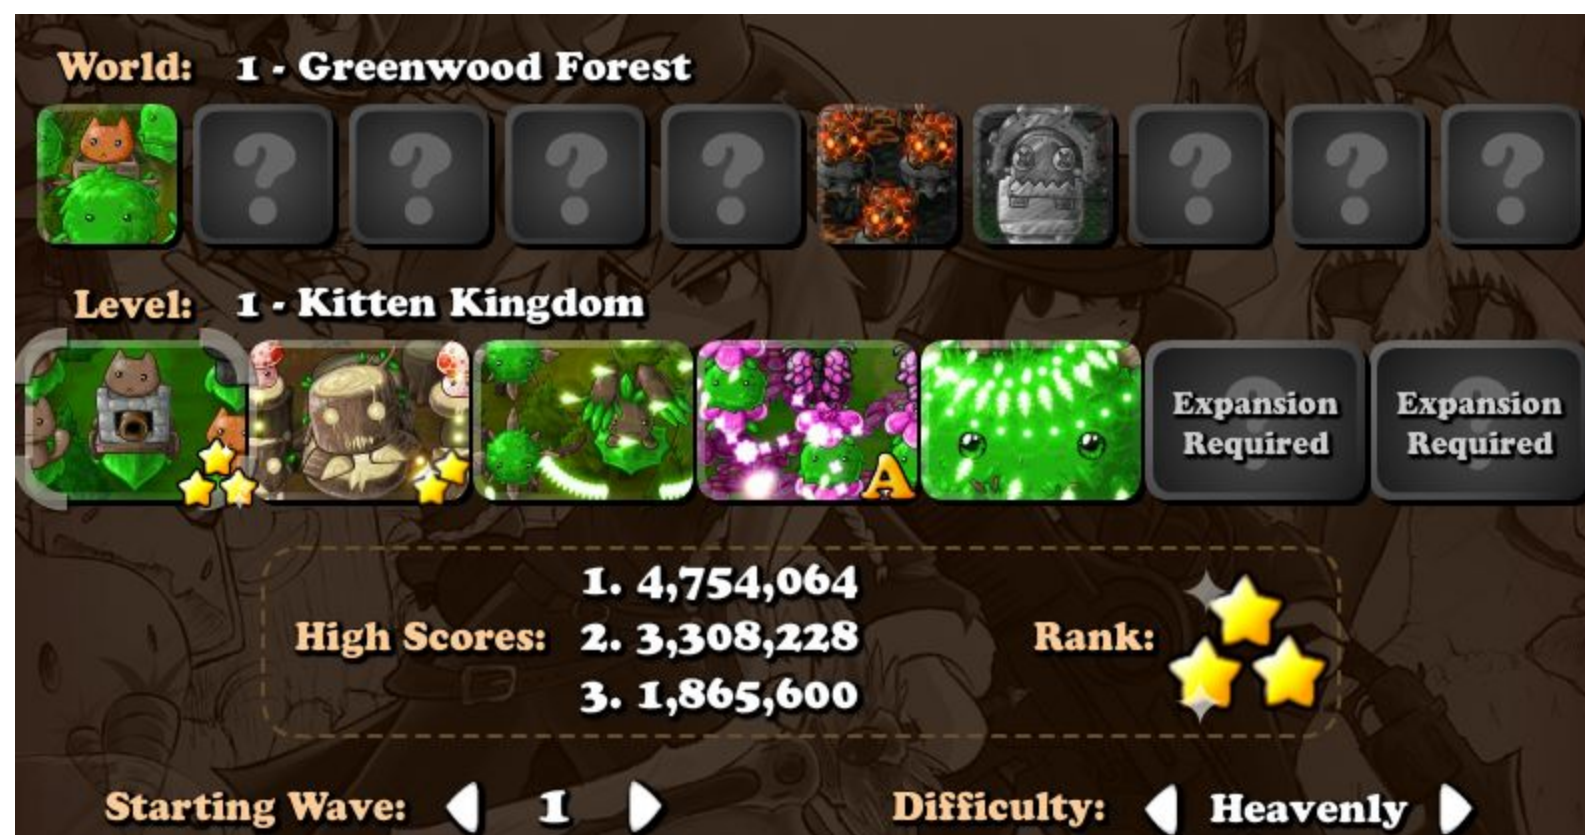 World: 1 - Greenwood Forest
? ? ? ? ? ? ?
Level: 1 - Kitten Kingdom
A
Expansion Required
Expansion Required
High Scores:
1. 4,754,064
2. 3,308,228
3. 1,865,600
Rank:
Starting Wave: 1
Difficulty: Heavenly